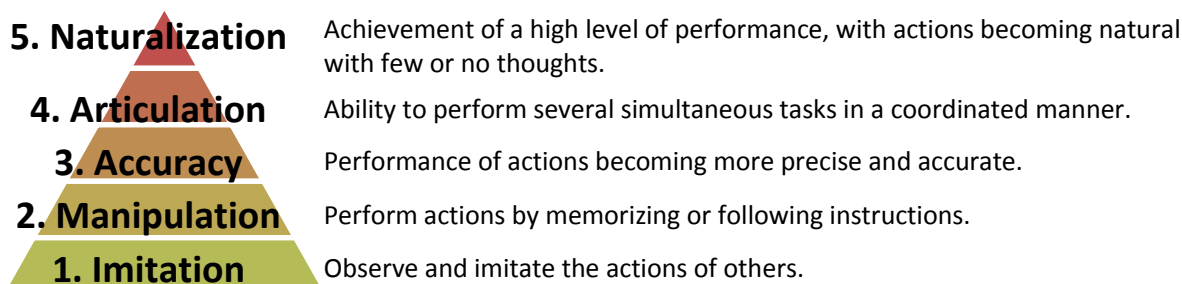 5. Naturalization
Achievement of a high level of performance, with actions becoming natural
with few or no thoughts.
4. Articulation
Ability to perform several simultaneous tasks in a coordinated manner.
3. Accuracy
Performance of actions becoming more precise and accurate.
2. Manipulation
Perform actions by memorizing or following instructions.
1. Imitation
Observe and imitate the actions of others.